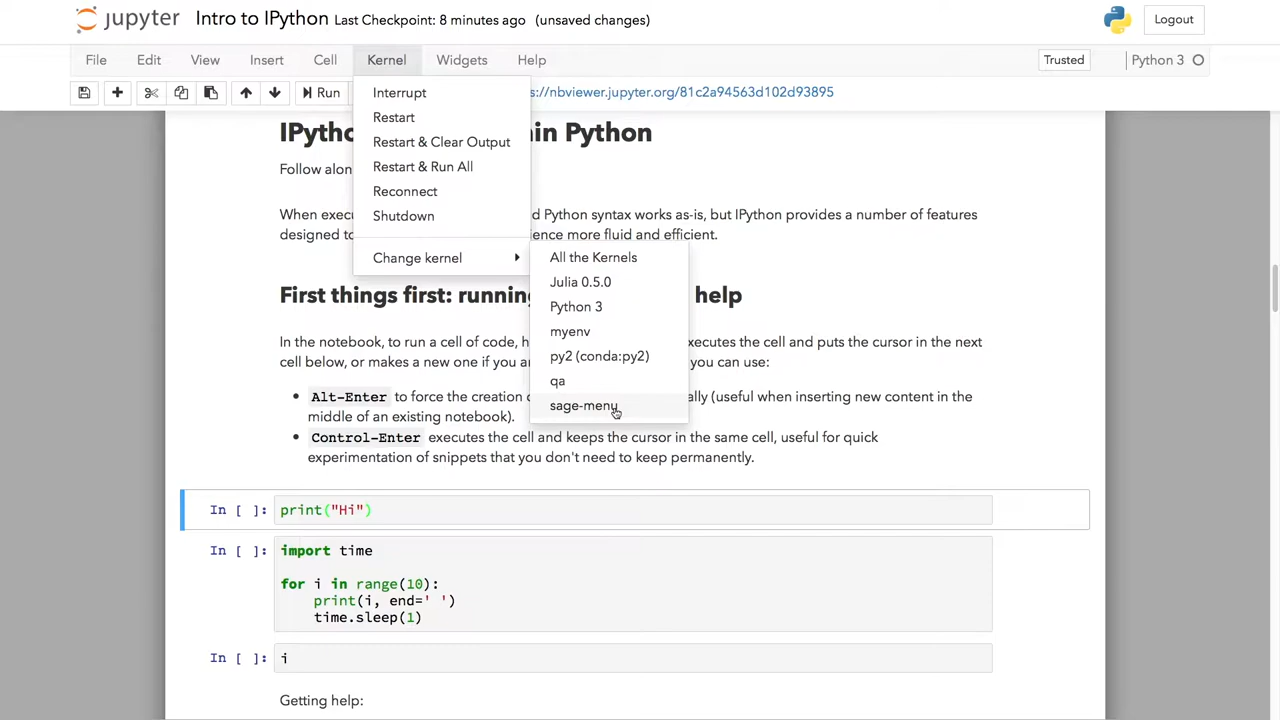 jupyter Intro to IPython Last Checkpoint: 8 minutes ago (unsaved changes) Logout
File Edit View Insert Cell Kernel Widgets Help Trusted Python 3
Run s://nbviewer.jupyter.org/81c2a94563d102d93895
Interrupt
Restart
Restart & Clear Output
Restart & Run All
Reconnect
Shutdown
Change kernel
All the Kernels
Julia 0.5.0
Python 3
myenv
py2 (conda:py2)
qa
sage-menu
IPytho in Python
Follow alon
When exec d Python syntax works as-is, but IPython provides a number of features
designed to ience more fluid and efficient.
First things first: runnin help
In the notebook, to run a cell of code, h executes the cell and puts the cursor in the next
cell below, or makes a new one if you a you can use:
Alt-Enter to force the creation ally (useful when inserting new content in the
middle of an existing notebook).
Control-Enter executes the cell and keeps the cursor in the same cell, useful for quick
experimentation of snippets that you don't need to keep permanently.
In [ ]: print("Hi")
In [ ]: import time
for i in range(10):
print(i, end=' ')
time.sleep(1)
In [ ]: i
Getting help: